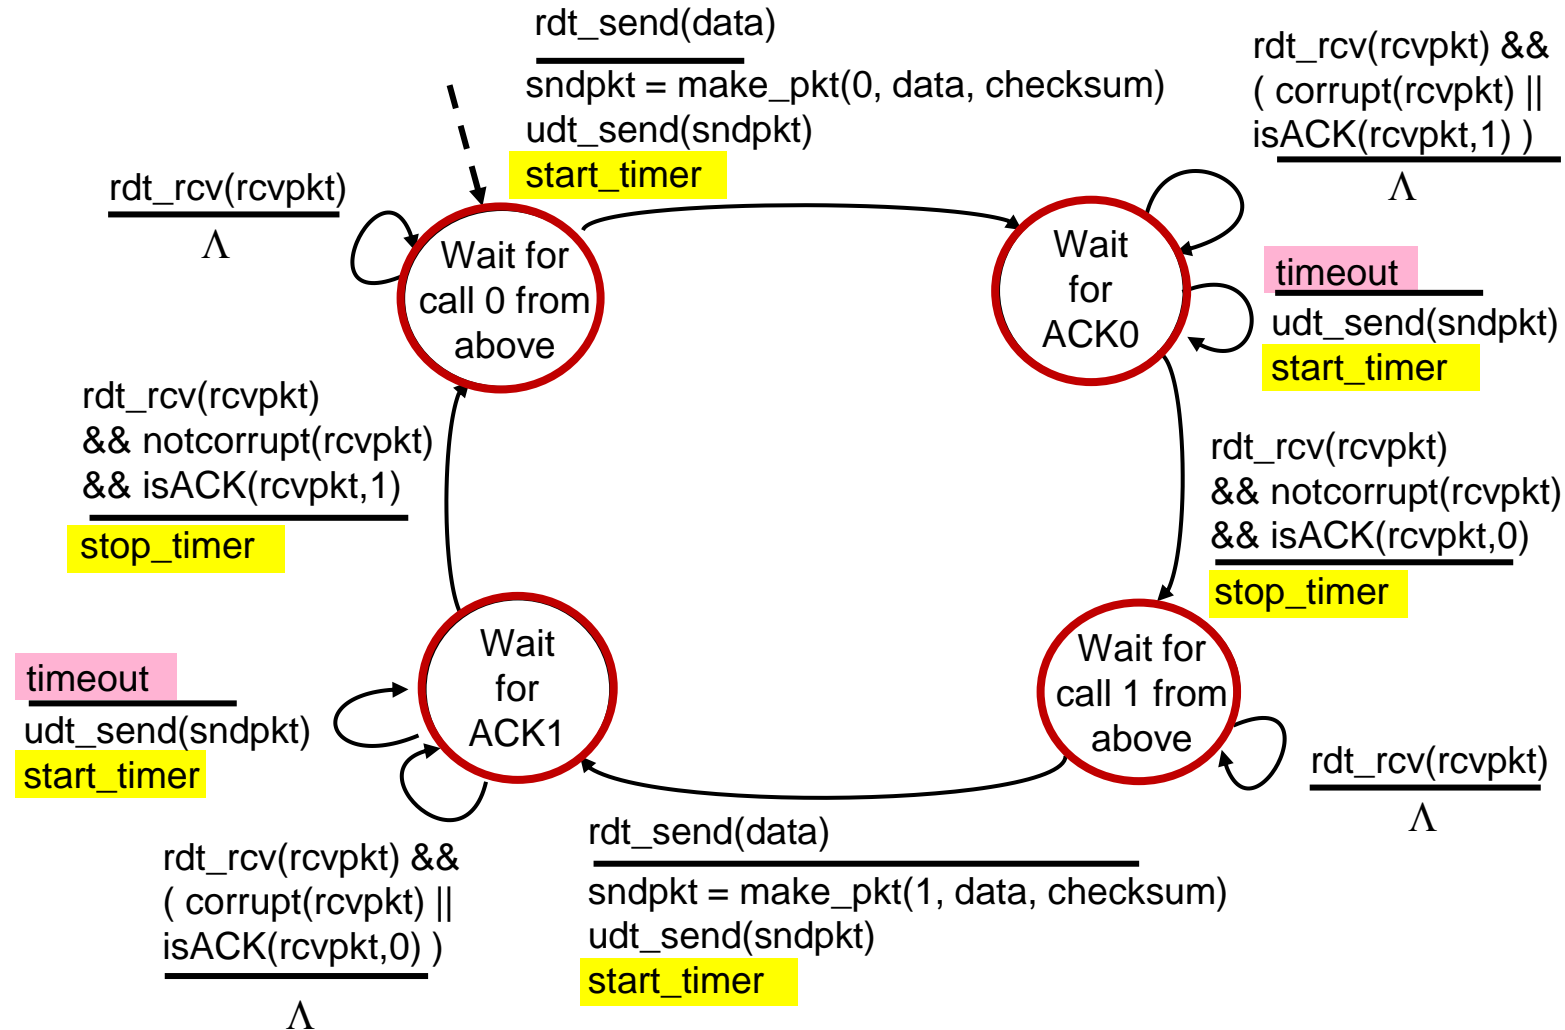 rdt_send(data)
sndpkt = make_pkt(0, data, checksum)
udt_send(sndpkt)
start_timer
rdt_rcv(rcvpkt) &&
( corrupt(rcvpkt) ||
isACK(rcvpkt,1) )
Λ
rdt_rcv(rcvpkt)
Λ
Wait for
call 0 from
above
Wait
for
ACK0
timeout
udt_send(sndpkt)
start_timer
rdt_rcv(rcvpkt)
&& notcorrupt(rcvpkt)
&& isACK(rcvpkt,1)
stop_timer
rdt_rcv(rcvpkt)
&& notcorrupt(rcvpkt)
&& isACK(rcvpkt,0)
stop_timer
Wait
for
ACK1
Wait for
call 1 from
above
timeout
udt_send(sndpkt)
start_timer
rdt_rcv(rcvpkt)
Λ
rdt_rcv(rcvpkt) &&
( corrupt(rcvpkt) ||
isACK(rcvpkt,0) )
Λ
rdt_send(data)
sndpkt = make_pkt(1, data, checksum)
udt_send(sndpkt)
start_timer